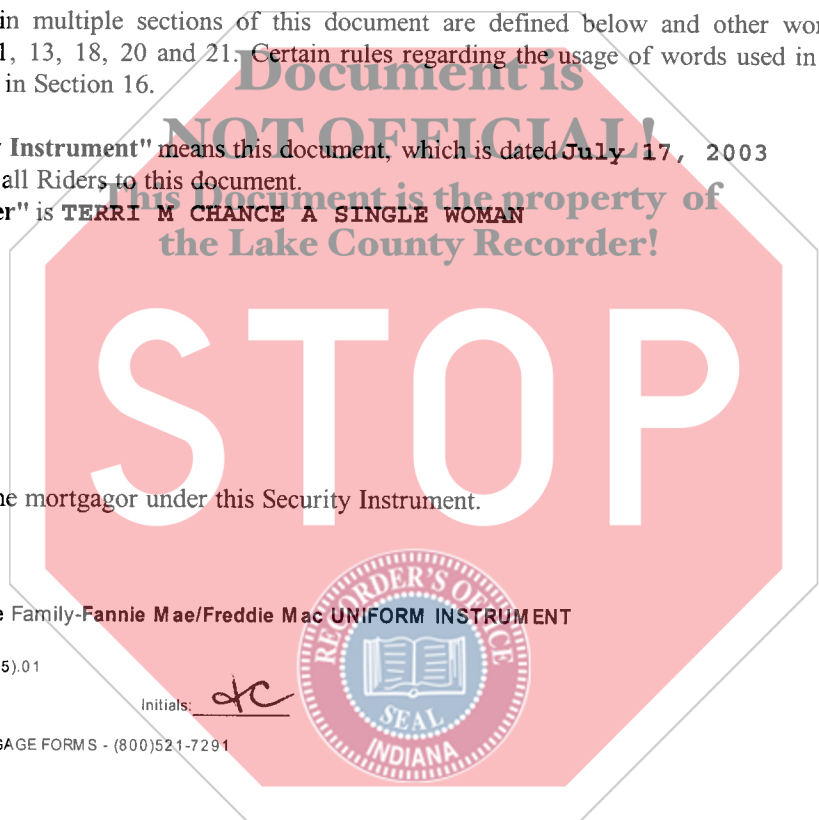 in multiple sections of this document are defined below and other wor
1, 13, 18, 20 and 21. Certain rules regarding the usage of words used in
in Section 16.
Document is
NOT OFFICIAL!
Instrument" means this document, which is dated July 17, 2003
all Riders to this document.
This Document is the property of
er" is TERRI M CHANCE A SINGLE WOMAN
the Lake County Recorder!
STOP
he mortgagor under this Security Instrument.
e Family-Fannie Mae/Freddie Mac UNIFORM INSTRUMENT
RECORDER'S OFFICE
5).01
Initials:
SEAL
INDIANA
GAGE FORMS - (800)521-7291